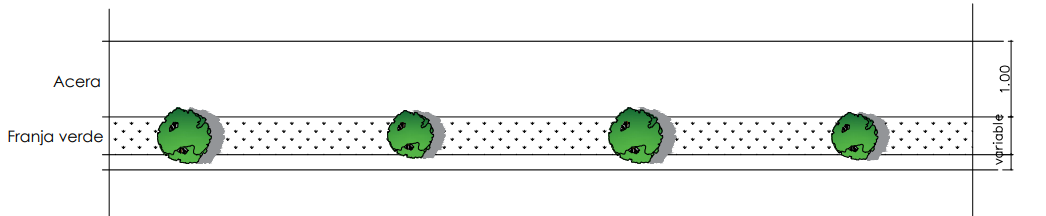 Acera
1.00
Franja verde
variable